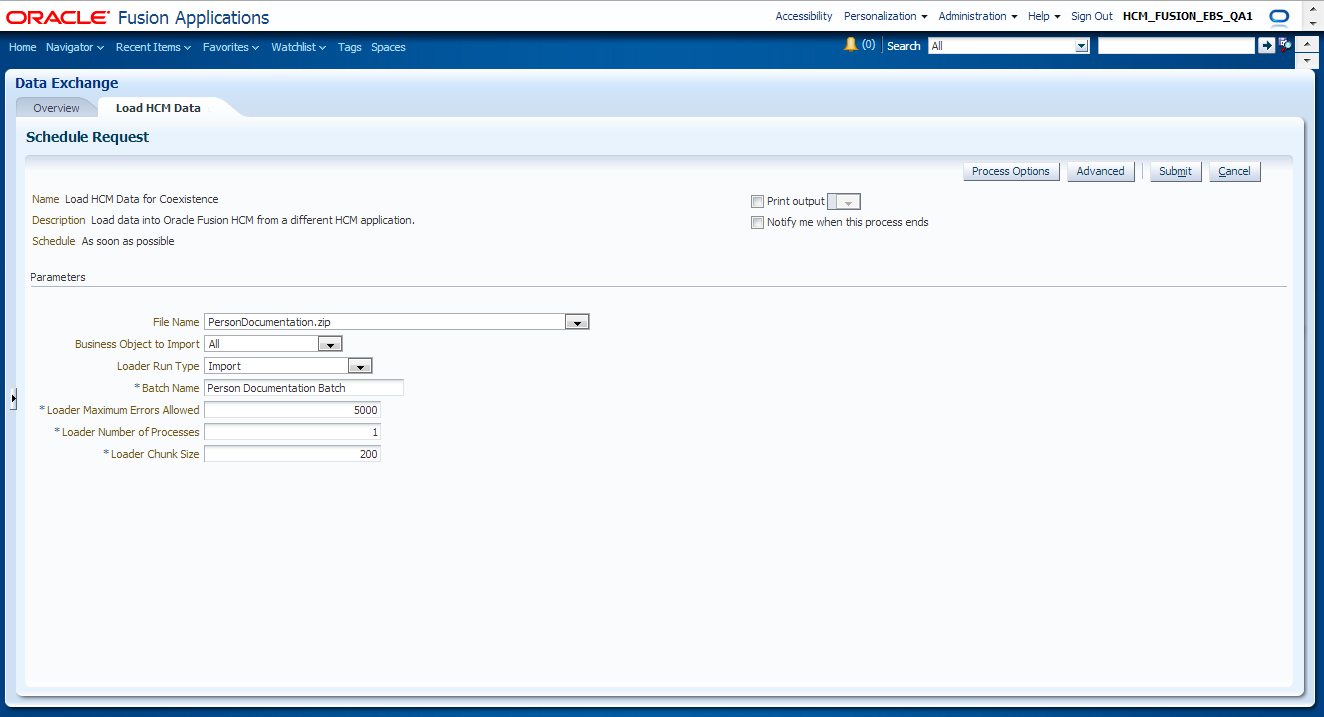 ORACLE® Fusion Applications
Accessibility Personalization Administration Help Sign Out HCM_FUSION_EBS_QA1
Home Navigator Recent Items Favorites Watchlist Tags Spaces (0) Search All
Data Exchange
Overview Load HCM Data
Schedule Request
Process Options Advanced Submit Cancel
Name Load HCM Data for Coexistence Print output
Description Load data into Oracle Fusion HCM from a different HCM application. Notify me when this process ends
Schedule As soon as possible
Parameters
File Name PersonDocumentation.zip
Business Object to Import All
Loader Run Type Import
* Batch Name Person Documentation Batch
* Loader Maximum Errors Allowed 5000
* Loader Number of Processes 1
* Loader Chunk Size 200